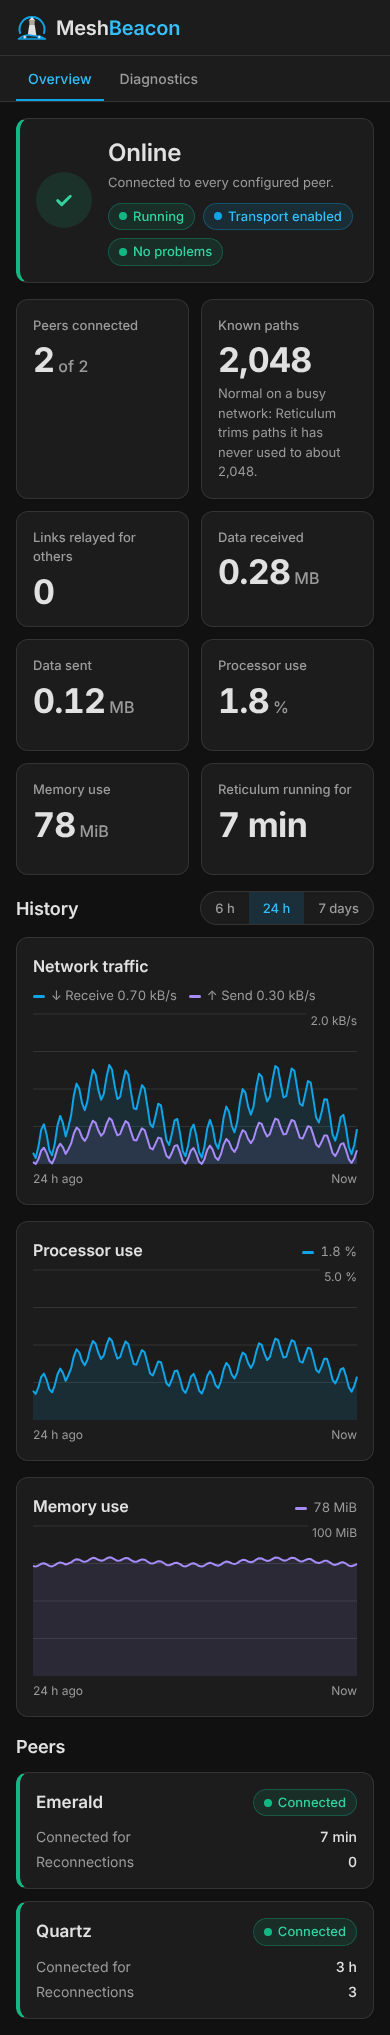 MeshBeacon
Overview Diagnostics
Online
Connected to every configured peer.
Running Transport enabled
No problems
Peers connected
2 of 2
Known paths
2,048
Normal on a busy
network: Reticulum
trims paths it has
never used to about
2,048.
Links relayed for
others
0
Data received
0.28 MB
Data sent
0.12 MB
Processor use
1.8 %
Memory use
78 MiB
Reticulum running for
7 min
History 6 h 24 h 7 days
Network traffic
↓ Receive 0.70 kB/s ↑ Send 0.30 kB/s
2.0 kB/s
24 h ago Now
Processor use 1.8 %
5.0 %
24 h ago Now
Memory use 78 MiB
100 MiB
24 h ago Now
Peers
Emerald Connected
Connected for 7 min
Reconnections 0
Quartz Connected
Connected for 3 h
Reconnections 3